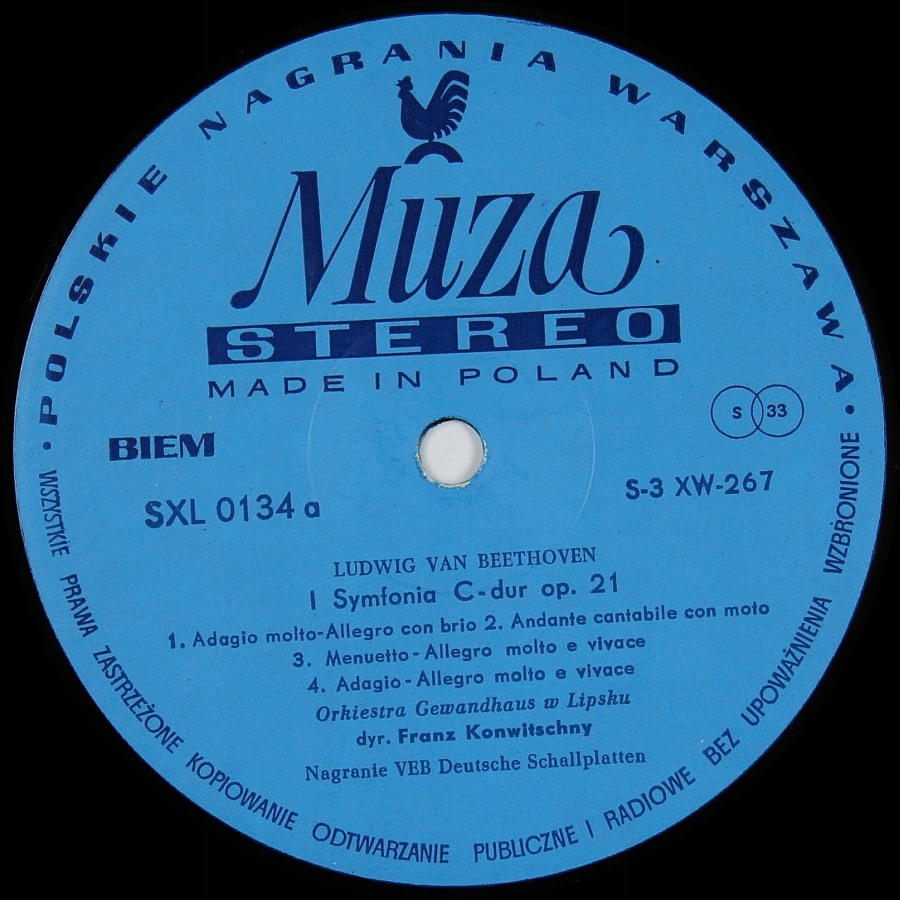 • POLSKIE NAGRANIA WARSZAWA •
Muza
STEREO
MADE IN POLAND
BIEM
S 33
SXL 0134 a
S-3 XW-267
LUDWIG VAN BEETHOVEN
I Symfonia C-dur op. 21
1. Adagio molto-Allegro con brio 2. Andante cantabile con moto
3. Menuetto - Allegro molto e vivace
4. Adagio - Allegro molto e vivace
Orkiestra Gewandhaus w Lipsku
dyr. Franz Konwitschny
Nagranie VEB Deutsche Schallplatten
WSZYSTKIE PRAWA ZASTRZEŻONE KOPIOWANIE ODTWARZANIE PUBLICZNE I RADIOWE BEZ UPOWAŻNIENIA WZBRONIONE